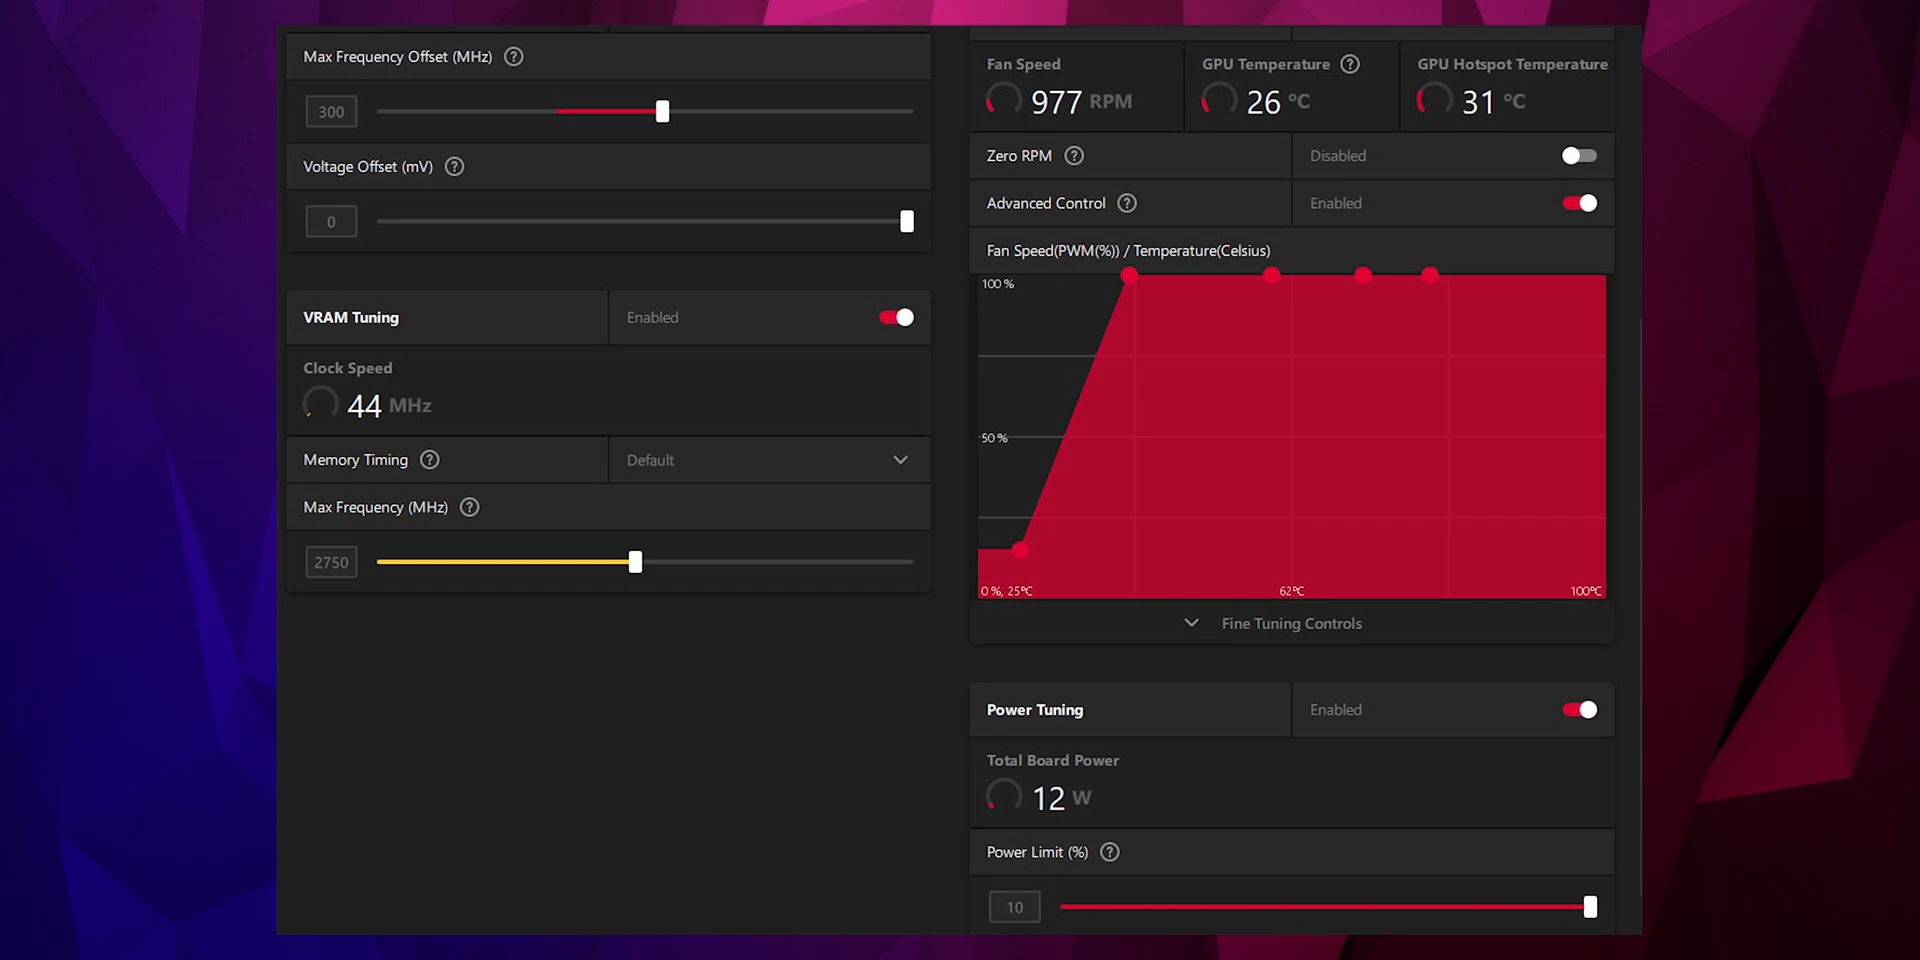 Max Frequency Offset (MHz) ?
300
Voltage Offset (mV) ?
0
VRAM Tuning Enabled
Clock Speed
44 MHz
Memory Timing ? Default
Max Frequency (MHz) ?
2750
Fan Speed
977 RPM
GPU Temperature ?
26 °C
GPU Hotspot Temperature
31 °C
Zero RPM ? Disabled
Advanced Control ? Enabled
Fan Speed(PWM(%)) / Temperature(Celsius)
100 %
50 %
0 %, 25°C 62°C 100°C
Fine Tuning Controls
Power Tuning Enabled
Total Board Power
12 W
Power Limit (%) ?
10